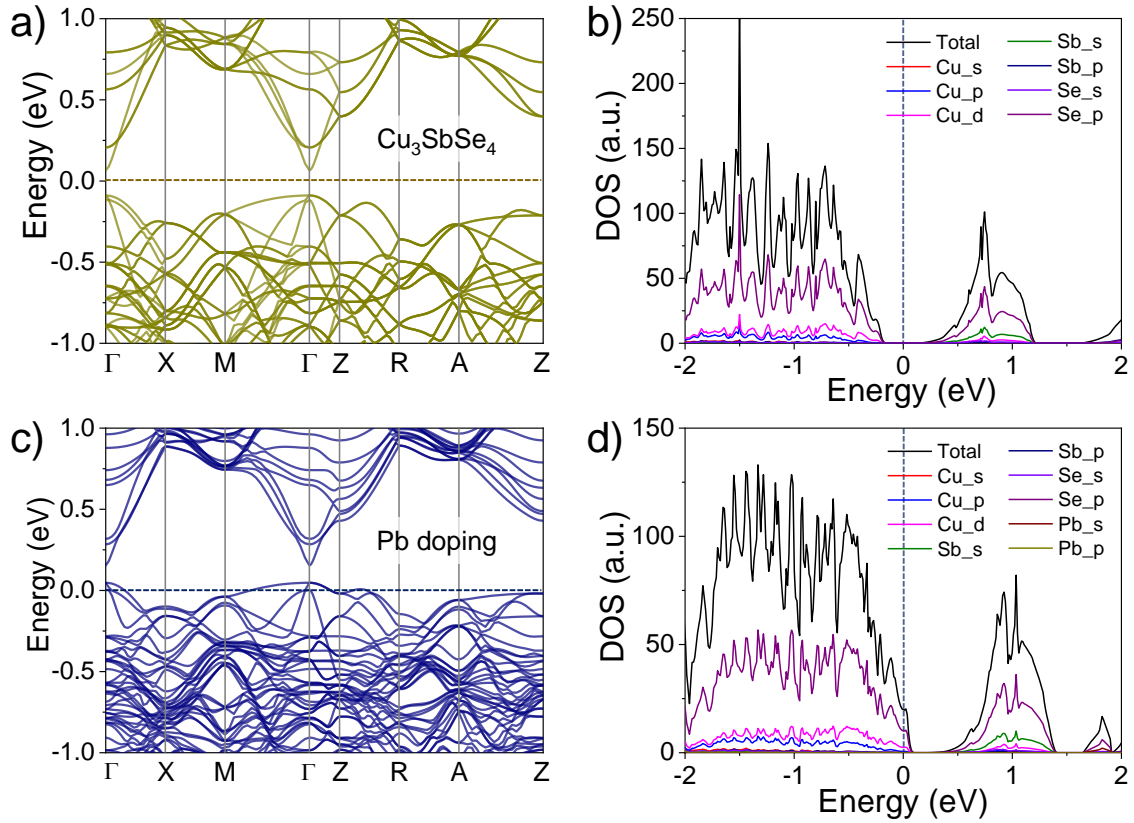 a)
Energy (eV)
1.0
0.5
0.0
-0.5
-1.0
Cu₃SbSe₄
Γ X M Γ Z R A Z
b)
DOS (a.u.)
250
200
150
100
50
0
Total
Cu_s
Cu_p
Cu_d
Sb_s
Sb_p
Se_s
Se_p
-2 -1 0 1 2
Energy (eV)
c)
Energy (eV)
1.0
0.5
0.0
-0.5
-1.0
Pb doping
Γ X M Γ Z R A Z
d)
DOS (a.u.)
150
100
50
0
Total
Cu_s
Cu_p
Cu_d
Sb_s
Sb_p
Se_s
Se_p
Pb_s
Pb_p
-2 -1 0 1 2
Energy (eV)